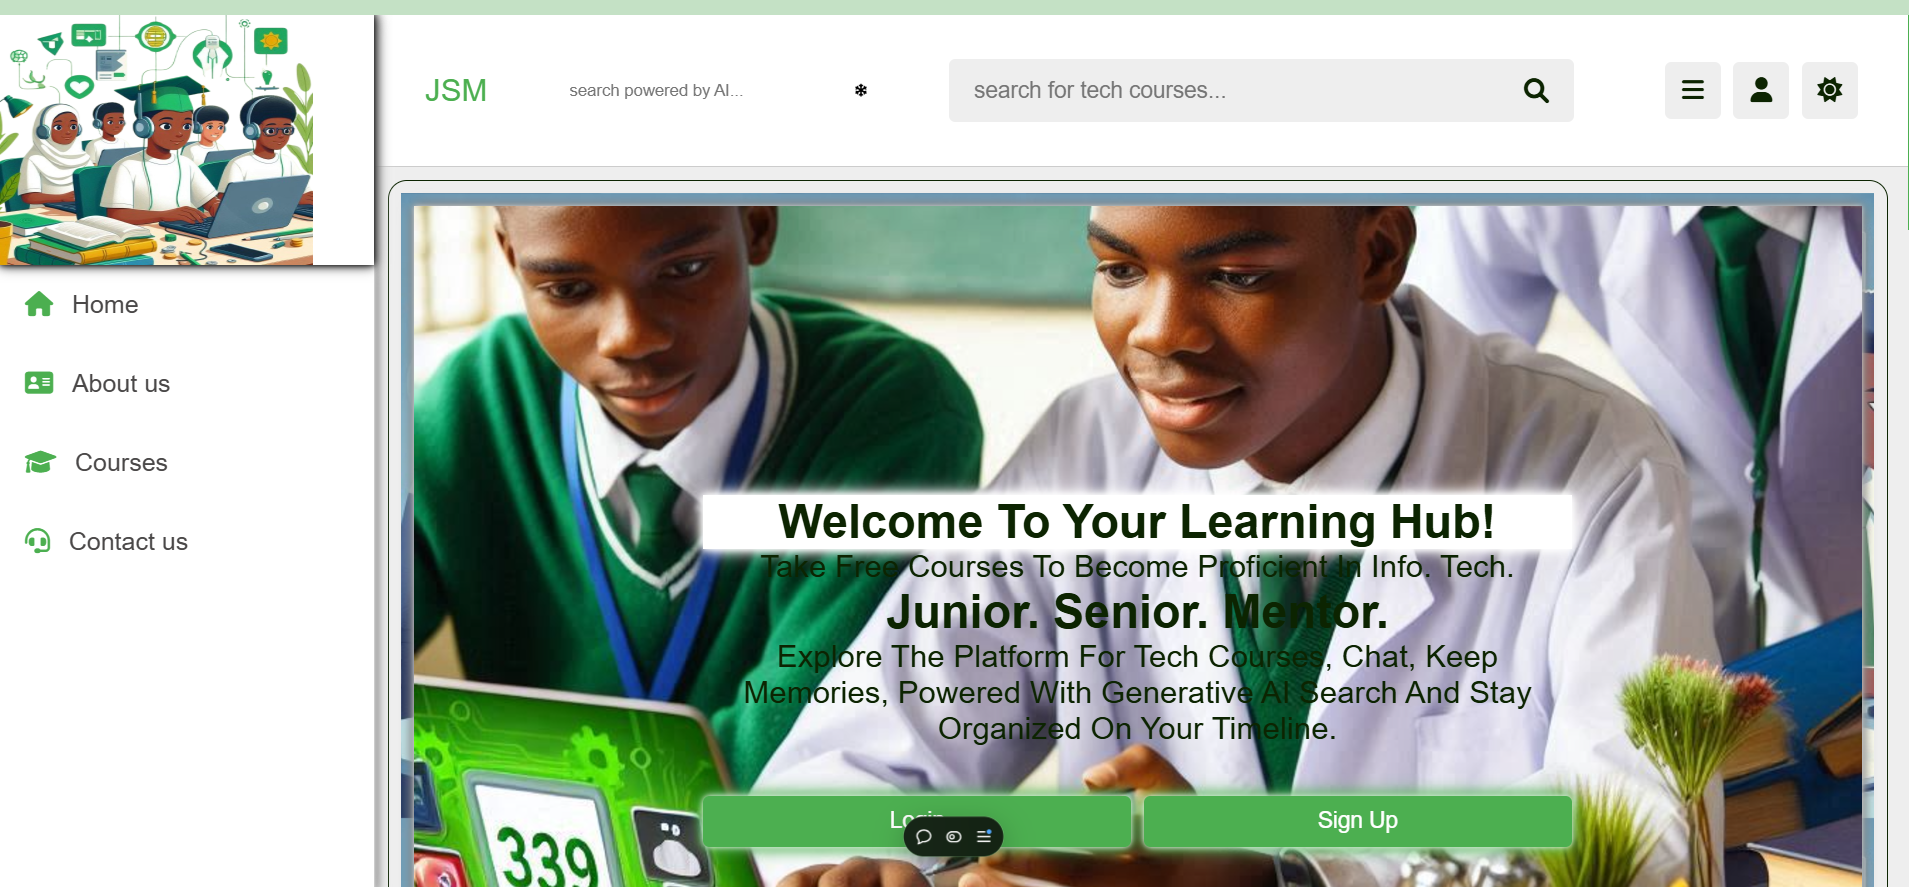 JSM
search powered by AI...
search for tech courses...
Home
About us
Courses
Contact us
Welcome To Your Learning Hub!
Take Free Courses To Become Proficient In Info. Tech.
Junior. Senior. Mentor.
Explore The Platform For Tech Courses, Chat, Keep
Memories, Powered With Generative AI Search And Stay
Organized On Your Timeline.
Login
Sign Up
339